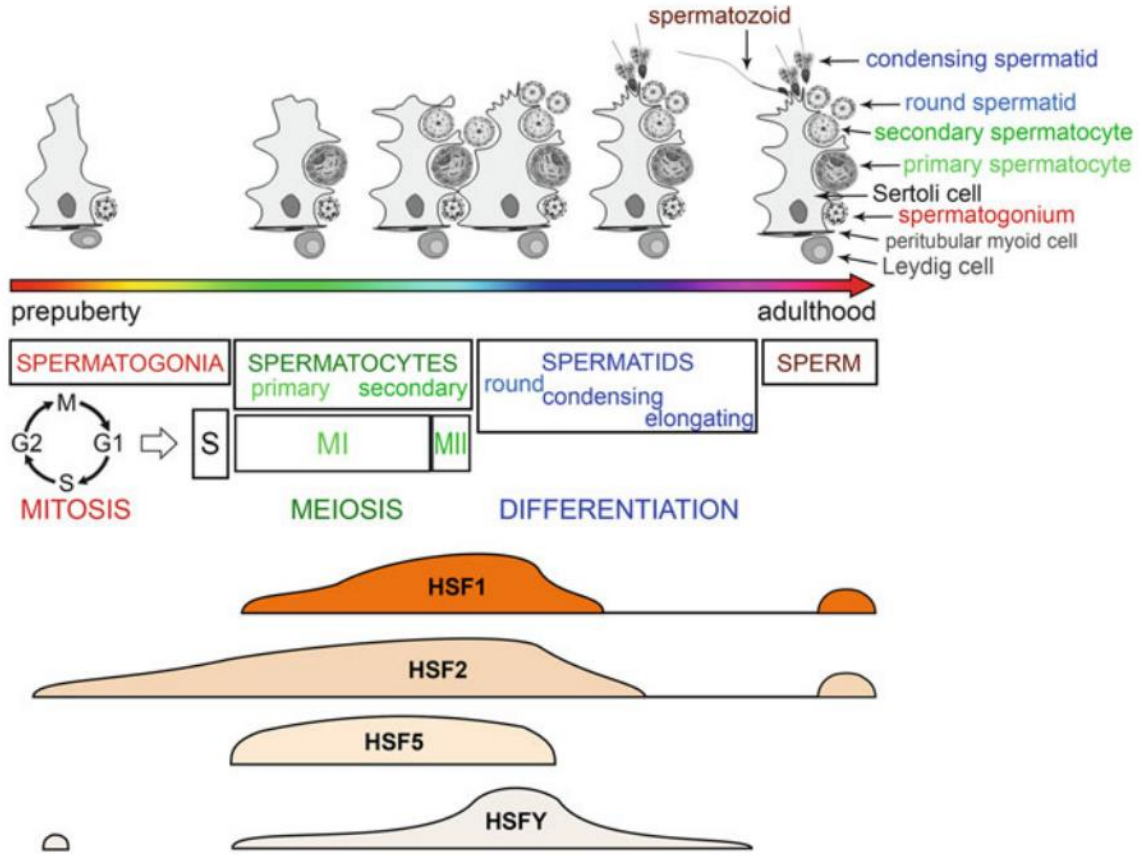 spermatozoid
condensing spermatid
round spermatid
secondary spermatocyte
primary spermatocyte
Sertoli cell
spermatogonium
peritubular myoid cell
Leydig cell
prepuberty
adulthood
SPERMATOGONIA
SPERMATOCYTES
primary secondary
SPERMATIDS
round
condensing
elongating
SPERM
M
G2 G1
S
S
MI
MII
MITOSIS
MEIOSIS
DIFFERENTIATION
HSF1
HSF2
HSF5
HSFY